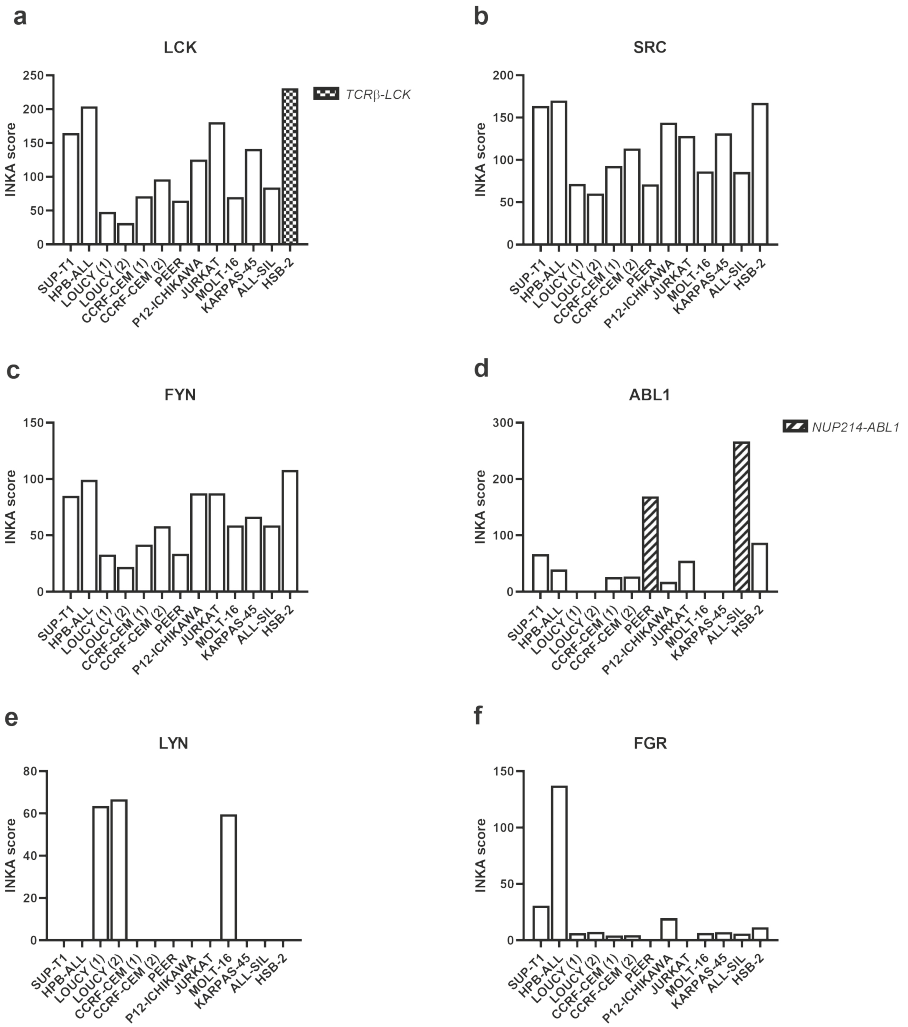 a
LCK
INKA score
250
200
150
100
50
0
SUP-T1
HPB-ALL
LOUCY (1)
LOUCY (2)
CCRF-CEM (1)
CCRF-CEM (2)
PEER
P12-ICHIKAWA
JURKAT
MOLT-16
KARPAS-45
ALL-SIL
HSB-2
TCRβ-LCK
b
SRC
INKA score
200
150
100
50
0
SUP-T1
HPB-ALL
LOUCY (1)
LOUCY (2)
CCRF-CEM (1)
CCRF-CEM (2)
PEER
P12-ICHIKAWA
JURKAT
MOLT-16
KARPAS-45
ALL-SIL
HSB-2
c
FYN
INKA score
150
100
50
0
SUP-T1
HPB-ALL
LOUCY (1)
LOUCY (2)
CCRF-CEM (1)
CCRF-CEM (2)
PEER
P12-ICHIKAWA
JURKAT
MOLT-16
KARPAS-45
ALL-SIL
HSB-2
d
ABL1
INKA score
300
200
100
0
SUP-T1
HPB-ALL
LOUCY (1)
LOUCY (2)
CCRF-CEM (1)
CCRF-CEM (2)
PEER
P12-ICHIKAWA
JURKAT
MOLT-16
KARPAS-45
ALL-SIL
HSB-2
NUP214-ABL1
e
LYN
INKA score
80
60
40
20
0
SUP-T1
HPB-ALL
LOUCY (1)
LOUCY (2)
CCRF-CEM (1)
CCRF-CEM (2)
PEER
P12-ICHIKAWA
JURKAT
MOLT-16
KARPAS-45
ALL-SIL
HSB-2
f
FGR
INKA score
150
100
50
0
SUP-T1
HPB-ALL
LOUCY (1)
LOUCY (2)
CCRF-CEM (1)
CCRF-CEM (2)
PEER
P12-ICHIKAWA
JURKAT
MOLT-16
KARPAS-45
ALL-SIL
HSB-2